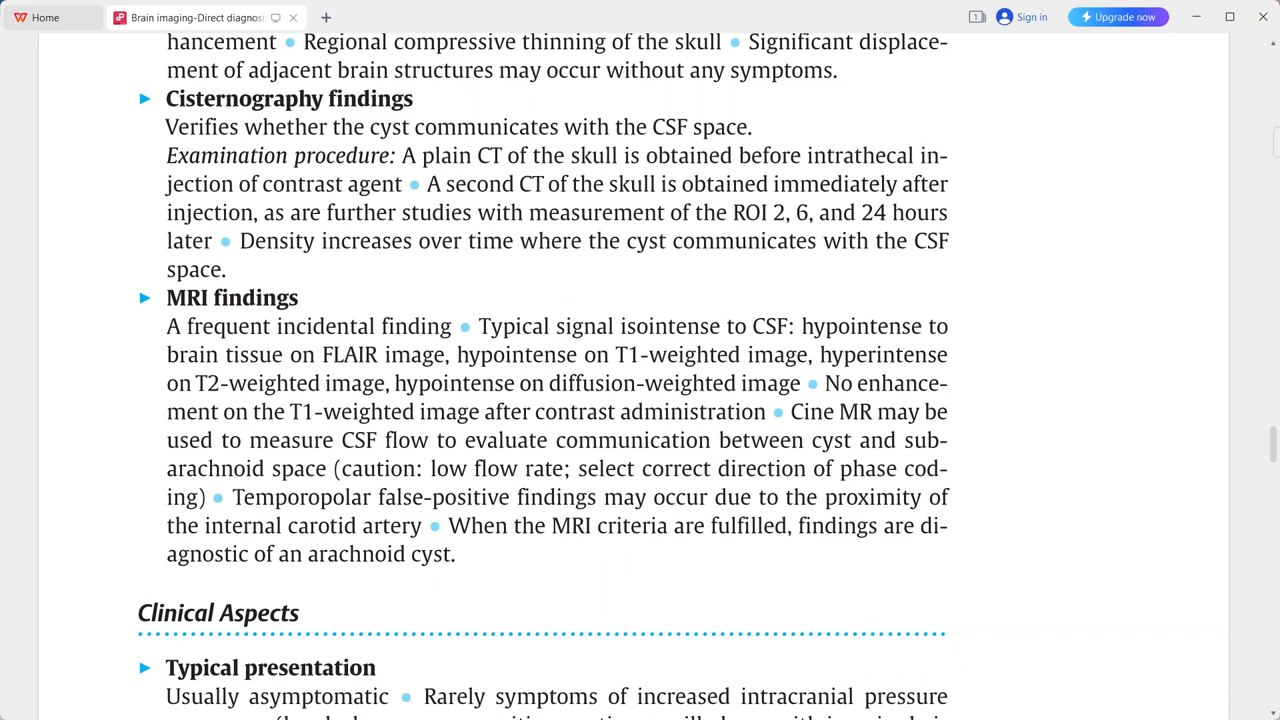 Home
Brain imaging-Direct diagnosi
1
Sign in
Upgrade now
hancement • Regional compressive thinning of the skull • Significant displace-
ment of adjacent brain structures may occur without any symptoms.
Cisternography findings
Verifies whether the cyst communicates with the CSF space.
Examination procedure: A plain CT of the skull is obtained before intrathecal in-
jection of contrast agent • A second CT of the skull is obtained immediately after
injection, as are further studies with measurement of the ROI 2, 6, and 24 hours
later • Density increases over time where the cyst communicates with the CSF
space.
MRI findings
A frequent incidental finding • Typical signal isointense to CSF: hypointense to
brain tissue on FLAIR image, hypointense on T1-weighted image, hyperintense
on T2-weighted image, hypointense on diffusion-weighted image • No enhance-
ment on the T1-weighted image after contrast administration • Cine MR may be
used to measure CSF flow to evaluate communication between cyst and sub-
arachnoid space (caution: low flow rate; select correct direction of phase cod-
ing) • Temporopolar false-positive findings may occur due to the proximity of
the internal carotid artery • When the MRI criteria are fulfilled, findings are di-
agnostic of an arachnoid cyst.
Clinical Aspects
Typical presentation
Usually asymptomatic • Rarely symptoms of increased intracranial pressure